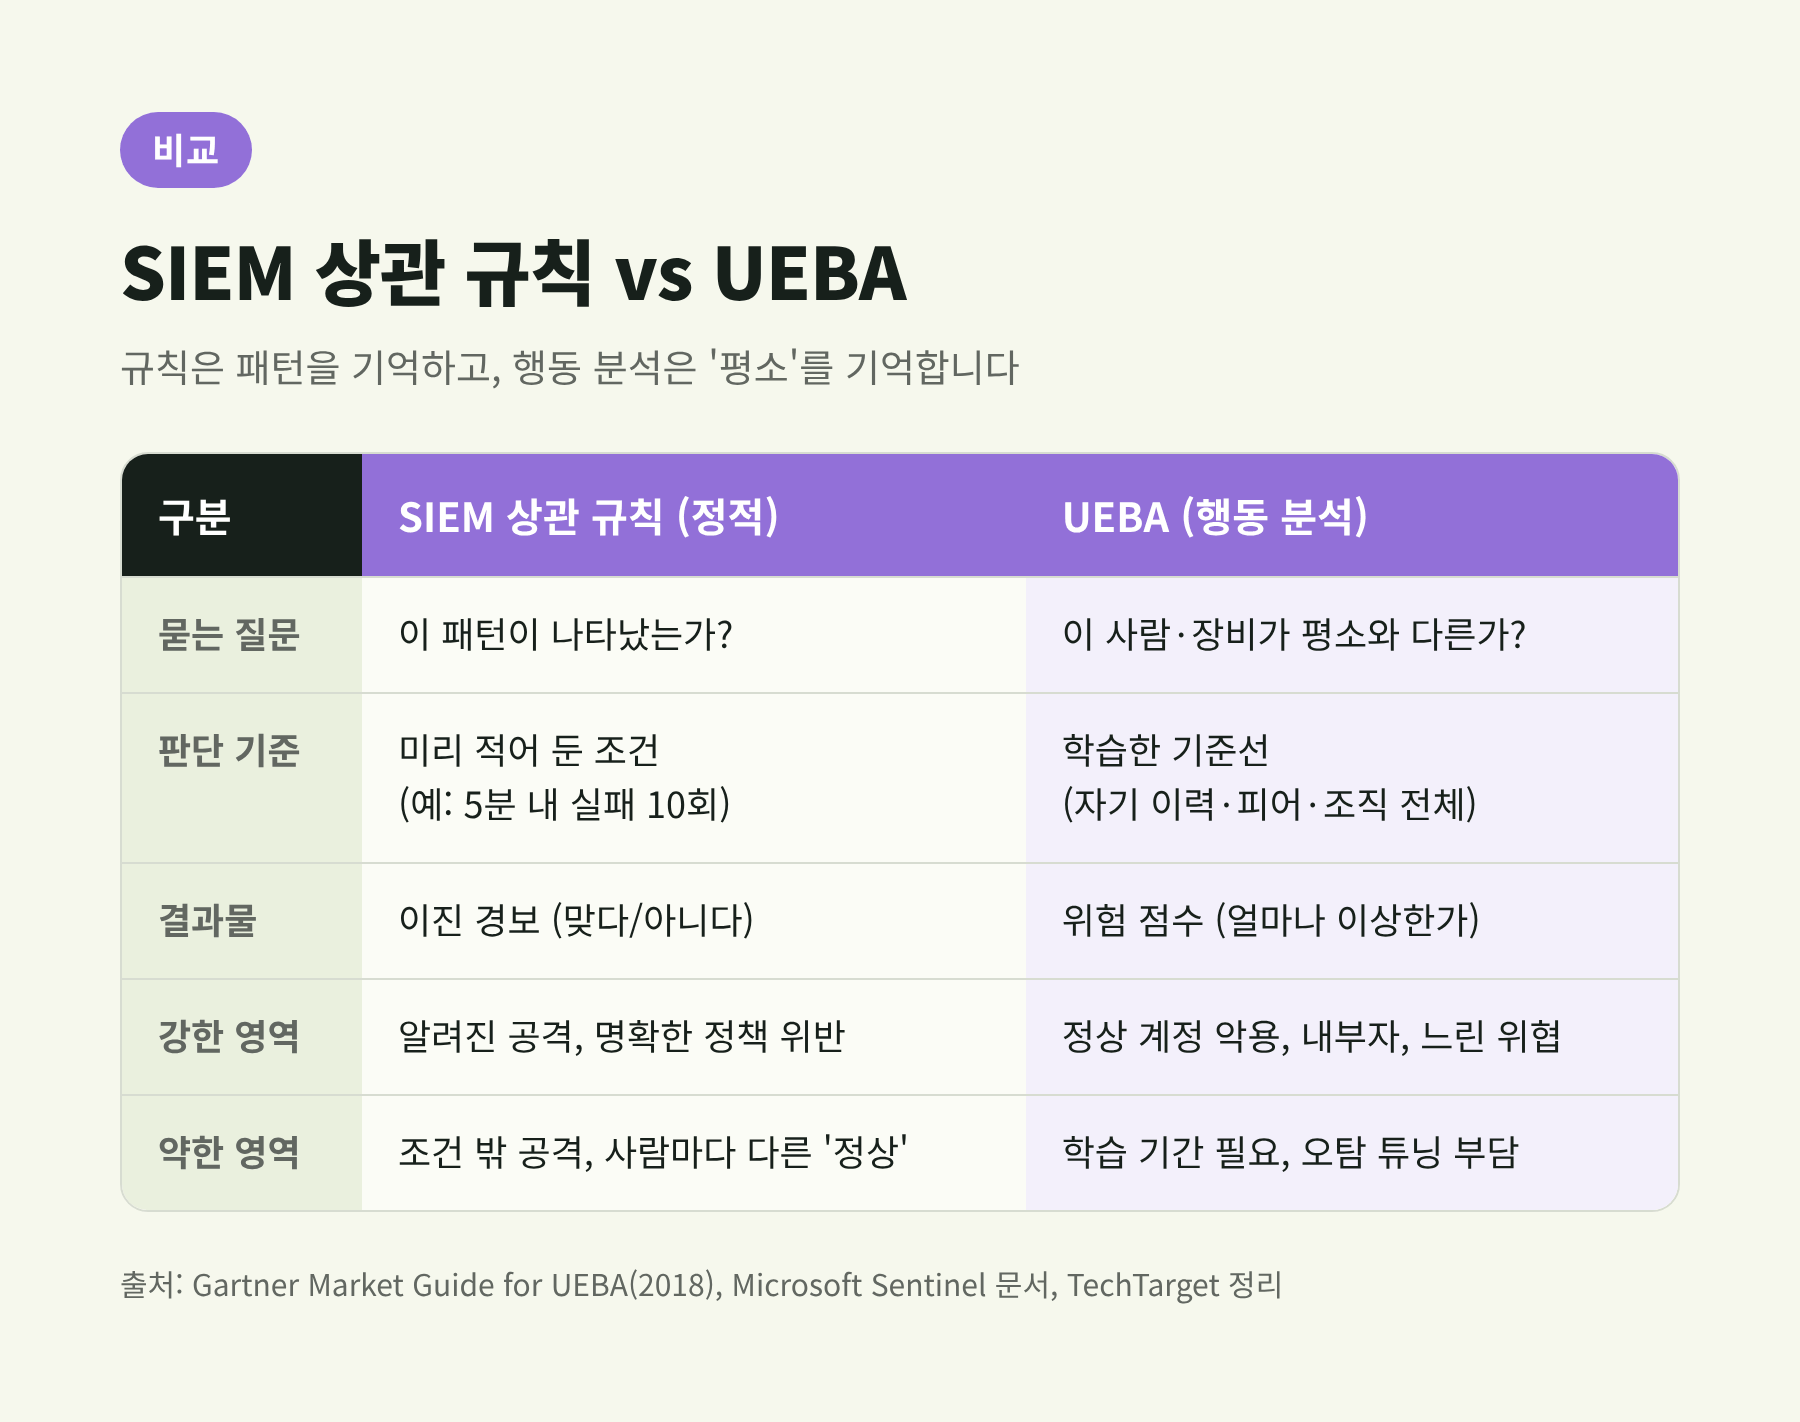 비교
SIEM 상관 규칙 vs UEBA
규칙은 패턴을 기억하고, 행동 분석은 '평소'를 기억합니다
구분 SIEM 상관 규칙 (정적) UEBA (행동 분석)
묻는 질문 이 패턴이 나타났는가? 이 사람·장비가 평소와 다른가?
판단 기준 미리 적어 둔 조건 학습한 기준선
(예: 5분 내 실패 10회) (자기 이력·피어·조직 전체)
결과물 이진 경보 (맞다/아니다) 위험 점수 (얼마나 이상한가)
강한 영역 알려진 공격, 명확한 정책 위반 정상 계정 악용, 내부자, 느린 위협
약한 영역 조건 밖 공격, 사람마다 다른 '정상' 학습 기간 필요, 오탐 튜닝 부담
출처: Gartner Market Guide for UEBA(2018), Microsoft Sentinel 문서, TechTarget 정리